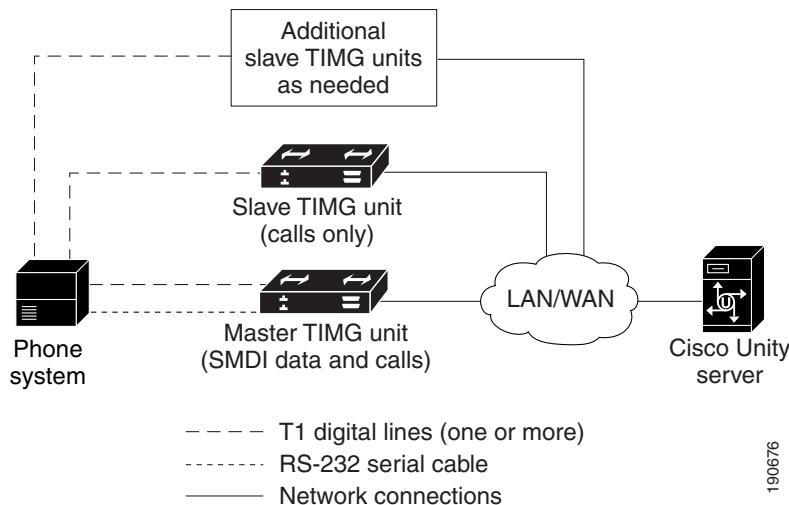 Additional
slave TIMG units
as needed
Slave TIMG unit
(calls only)
LAN/WAN
Phone
system
Master TIMG unit
(SMDI data and calls)
Cisco Unity
server
T1 digital lines (one or more)
RS-232 serial cable
Network connections
190676